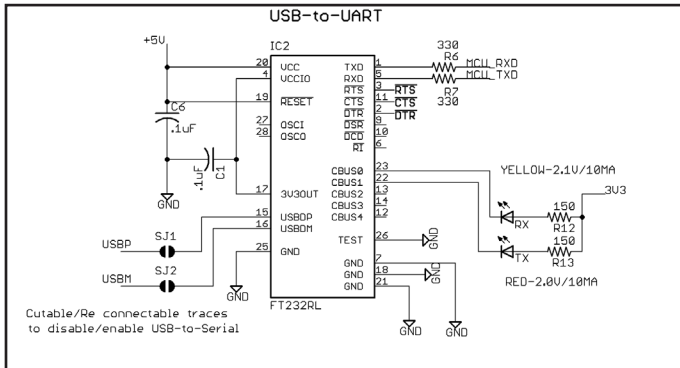 USB-to-UART
+5V
IC2
20 VCC TXD 1
4 VCCIO RXD 5
RTS 3 RTS
19 RESET CTS 11 CTS
DTR 2 DTR
27 OSCI DSR 9
28 OSCO DCD 10
RI 6
330
R6
MCU_RXD
MCU_TXD
R7
330
C6
.1uF
C1
.1uF
GND
CBUS0 23
CBUS1 22
17 3V3OUT CBUS2 13
CBUS3 14
15 USBDP CBUS4 12
16 USBDM
TEST 26
25 GND GND 7
GND 18
GND 21
YELLOW-2.1V/10MA
3V3
150
RX
R12
150
TX
R13
RED-2.0V/10MA
USBP
SJ1
USBM
SJ2
GND
GND
GND
GND
GND
FT232RL
Cutable/Re connectable traces
to disable/enable USB-to-Serial